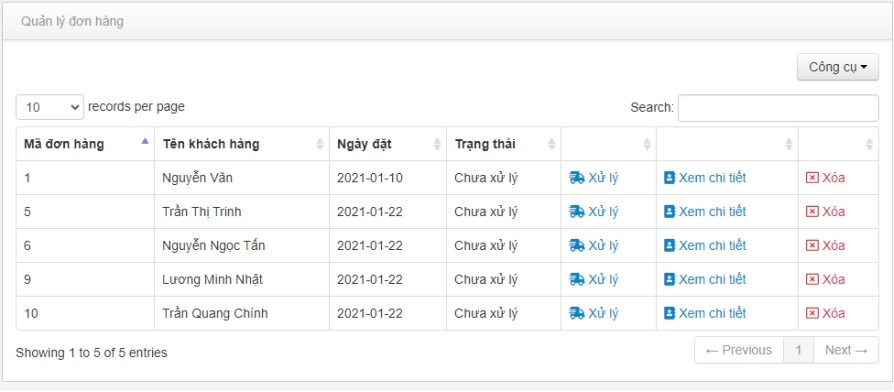 Quản lý đơn hàng
Công cụ
10 records per page Search:
Mã đơn hàng Tên khách hàng Ngày đặt Trạng thái
1 Nguyễn Văn 2021-01-10 Chưa xử lý Xử lý Xem chi tiết Xóa
5 Trần Thị Trinh 2021-01-22 Chưa xử lý Xử lý Xem chi tiết Xóa
6 Nguyễn Ngọc Tấn 2021-01-22 Chưa xử lý Xử lý Xem chi tiết Xóa
9 Lương Minh Nhật 2021-01-22 Chưa xử lý Xử lý Xem chi tiết Xóa
10 Trần Quang Chính 2021-01-22 Chưa xử lý Xử lý Xem chi tiết Xóa
Showing 1 to 5 of 5 entries ← Previous 1 Next →